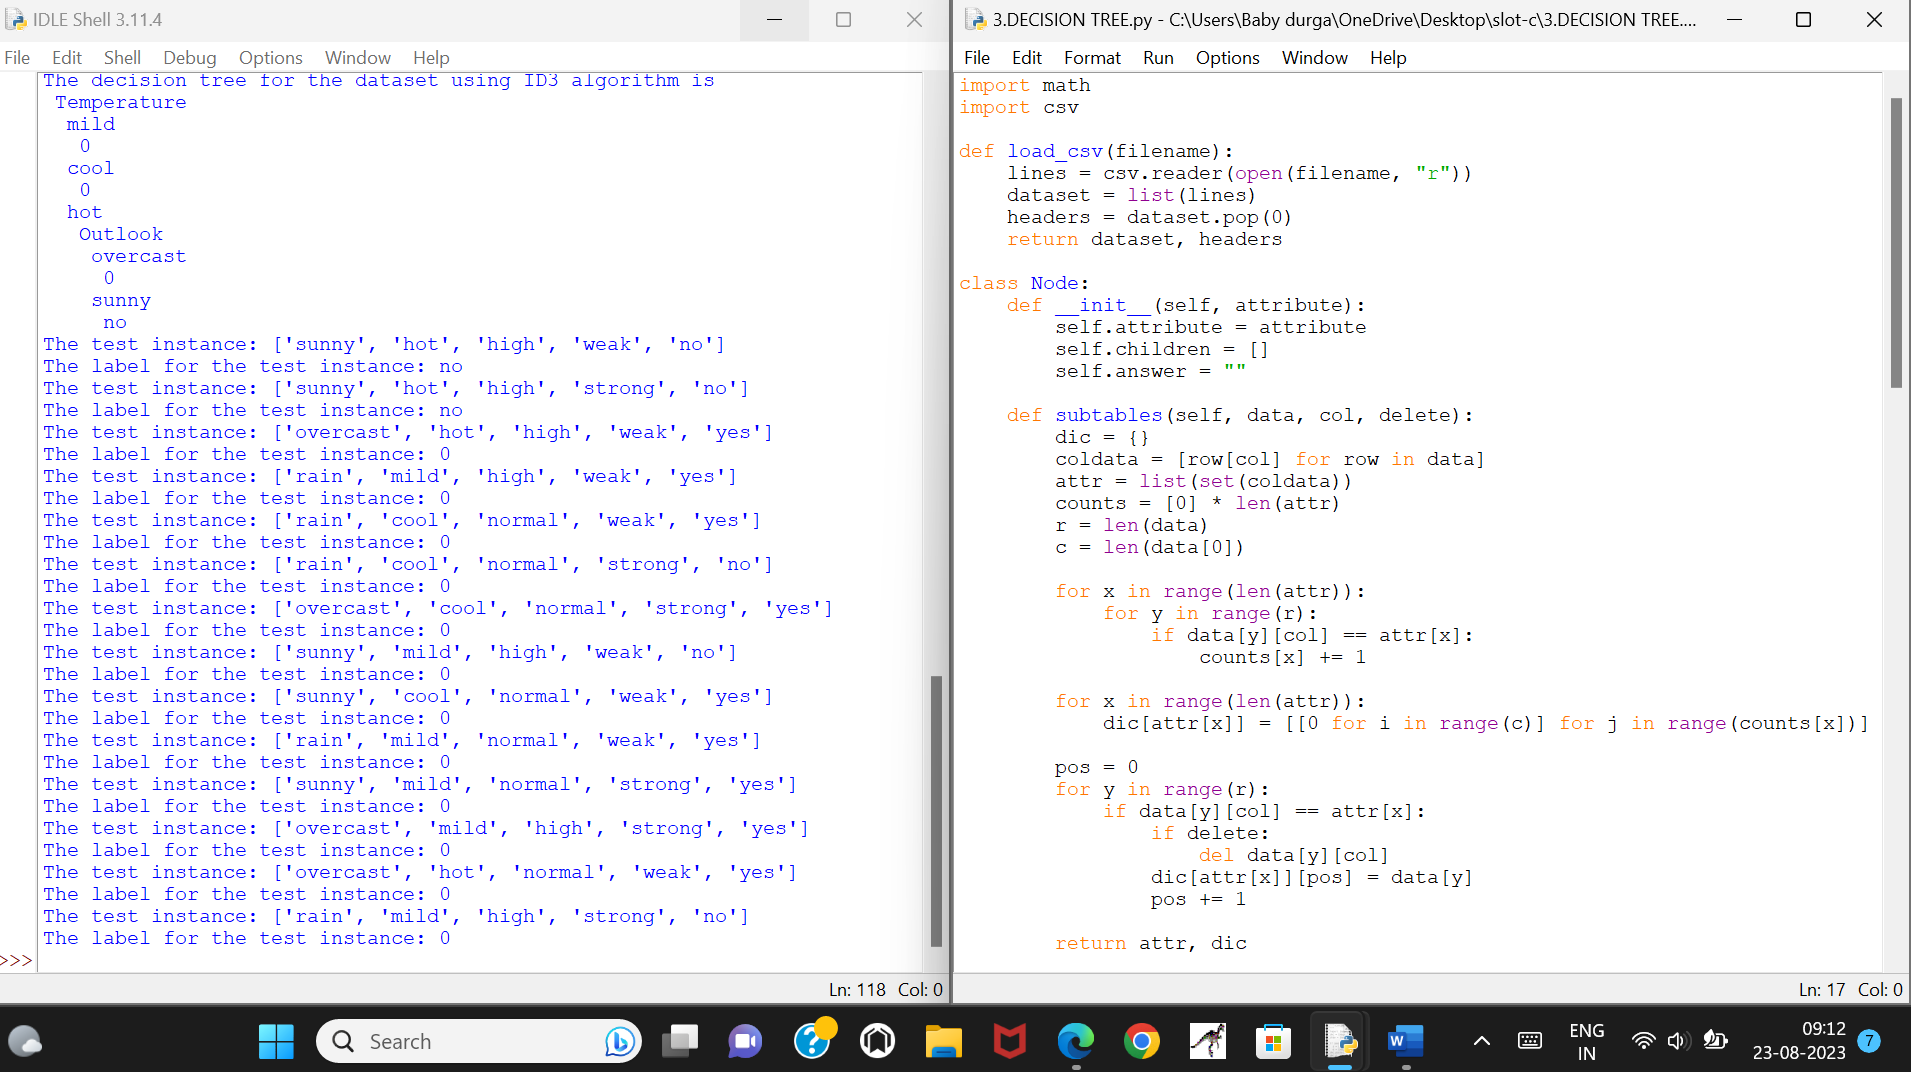 IDLE Shell 3.11.4
File Edit Shell Debug Options Window Help
The decision tree for the dataset using ID3 algorithm is
 Temperature
  mild
   0
  cool
   0
  hot
   Outlook
    overcast
     0
    sunny
     no
The test instance: ['sunny', 'hot', 'high', 'weak', 'no']
The label for the test instance: no
The test instance: ['sunny', 'hot', 'high', 'strong', 'no']
The label for the test instance: no
The test instance: ['overcast', 'hot', 'high', 'weak', 'yes']
The label for the test instance: 0
The test instance: ['rain', 'mild', 'high', 'weak', 'yes']
The label for the test instance: 0
The test instance: ['rain', 'cool', 'normal', 'weak', 'yes']
The label for the test instance: 0
The test instance: ['rain', 'cool', 'normal', 'strong', 'no']
The label for the test instance: 0
The test instance: ['overcast', 'cool', 'normal', 'strong', 'yes']
The label for the test instance: 0
The test instance: ['sunny', 'mild', 'high', 'weak', 'no']
The label for the test instance: 0
The test instance: ['sunny', 'cool', 'normal', 'weak', 'yes']
The label for the test instance: 0
The test instance: ['rain', 'mild', 'normal', 'weak', 'yes']
The label for the test instance: 0
The test instance: ['sunny', 'mild', 'normal', 'strong', 'yes']
The label for the test instance: 0
The test instance: ['overcast', 'mild', 'high', 'strong', 'yes']
The label for the test instance: 0
The test instance: ['overcast', 'hot', 'normal', 'weak', 'yes']
The label for the test instance: 0
The test instance: ['rain', 'mild', 'high', 'strong', 'no']
The label for the test instance: 0
>>>
Ln: 118 Col: 0
3.DECISION TREE.py - C:\Users\Baby durga\OneDrive\Desktop\slot-c\3.DECISION TREE....
File Edit Format Run Options Window Help
import math
import csv
def load_csv(filename):
    lines = csv.reader(open(filename, "r"))
    dataset = list(lines)
    headers = dataset.pop(0)
    return dataset, headers
class Node:
    def __init__(self, attribute):
        self.attribute = attribute
        self.children = []
        self.answer = ""
    def subtables(self, data, col, delete):
        dic = {}
        coldata = [row[col] for row in data]
        attr = list(set(coldata))
        counts = [0] * len(attr)
        r = len(data)
        c = len(data[0])
        for x in range(len(attr)):
            for y in range(r):
                if data[y][col] == attr[x]:
                    counts[x] += 1
        for x in range(len(attr)):
            dic[attr[x]] = [[0 for i in range(c)] for j in range(counts[x])]
        pos = 0
        for y in range(r):
            if data[y][col] == attr[x]:
                if delete:
                    del data[y][col]
                dic[attr[x]][pos] = data[y]
                pos += 1
        return attr, dic
Ln: 17 Col: 0
Search
ENG
IN
09:12
23-08-2023
7